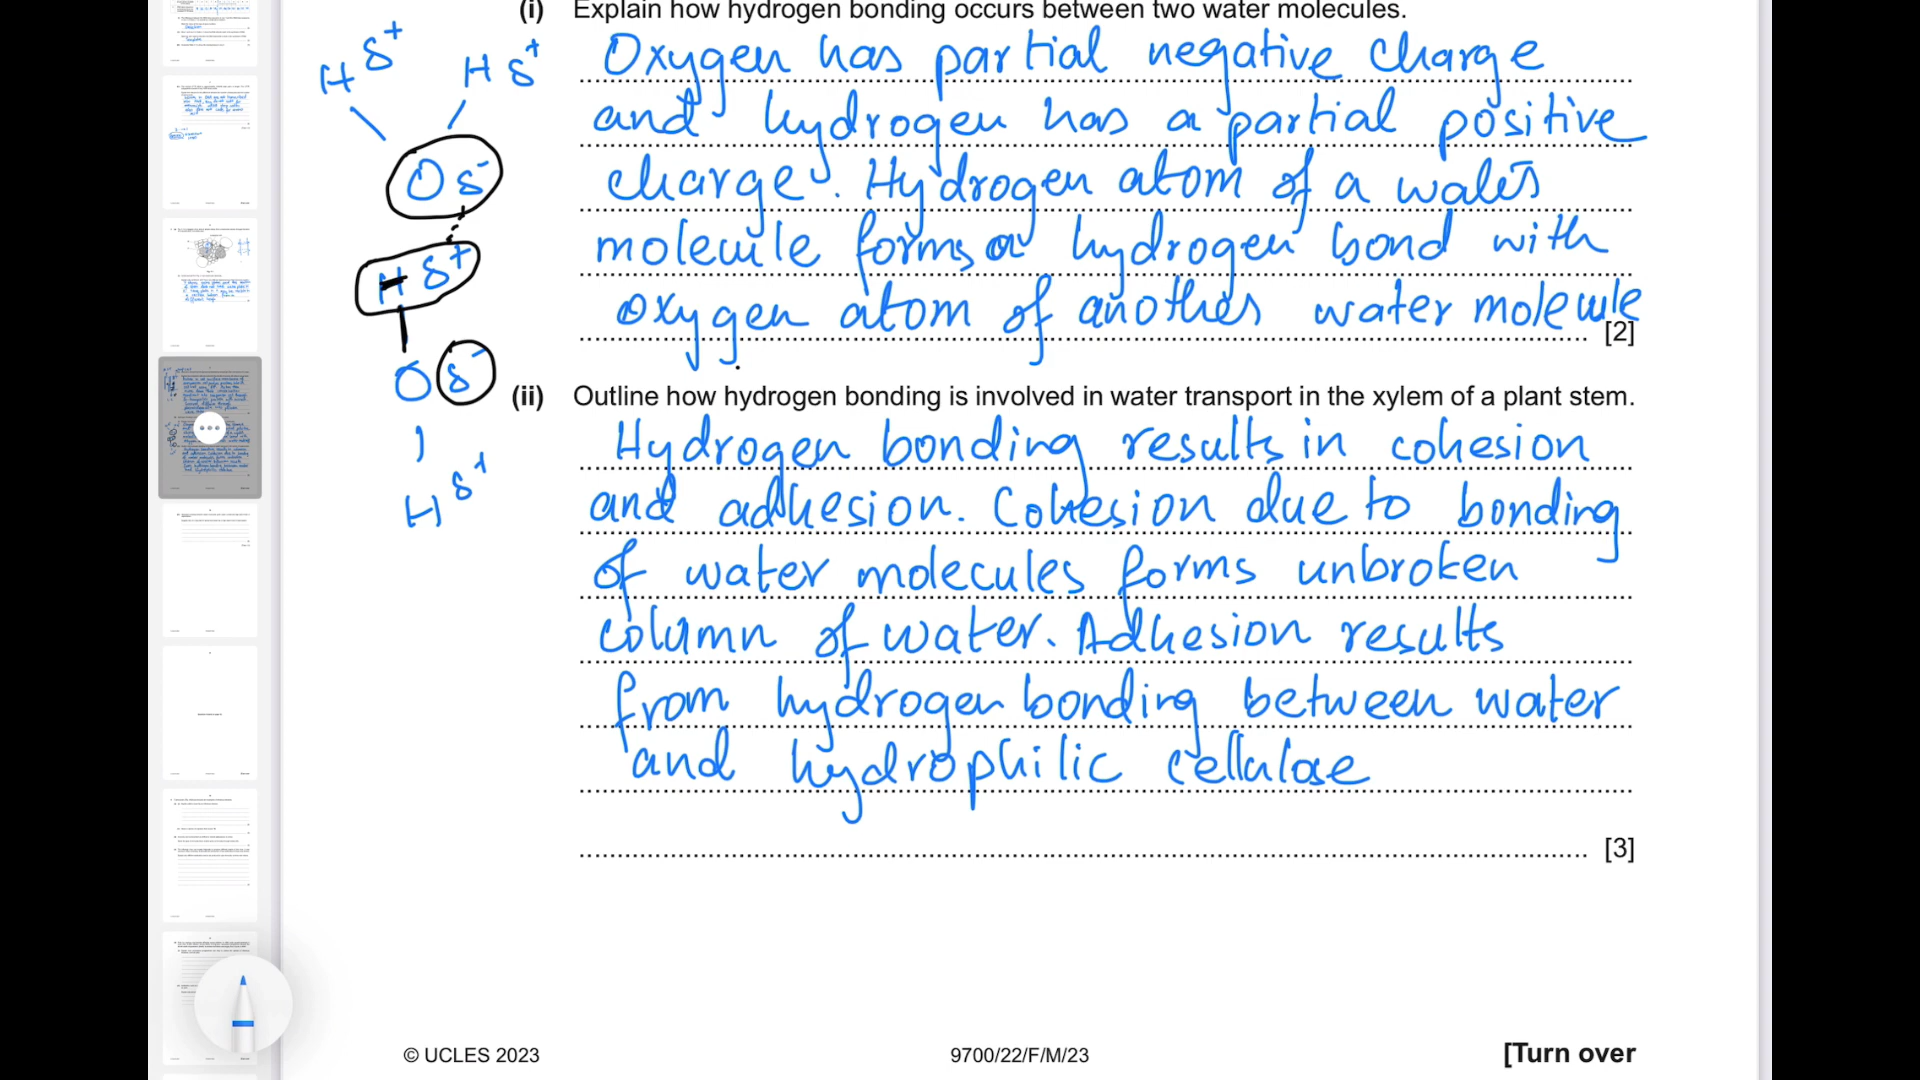 (i) Explain how hydrogen bonding occurs between two water molecules.
Oxygen has partial negative charge
and hydrogen has a partial positive
charge. Hydrogen atom of a water
molecule forms a hydrogen bond with
oxygen atom of another water molecule
[2]
H δ+
H δ+
O δ-
H δ+
O δ-
H δ+
(ii) Outline how hydrogen bonding is involved in water transport in the xylem of a plant stem.
Hydrogen bonding results in cohesion
and adhesion. Cohesion due to bonding
of water molecules forms unbroken
column of water. Adhesion results
from hydrogen bonding between water
and hydrophilic cellulose
[3]
© UCLES 2023
9700/22/F/M/23
[Turn over